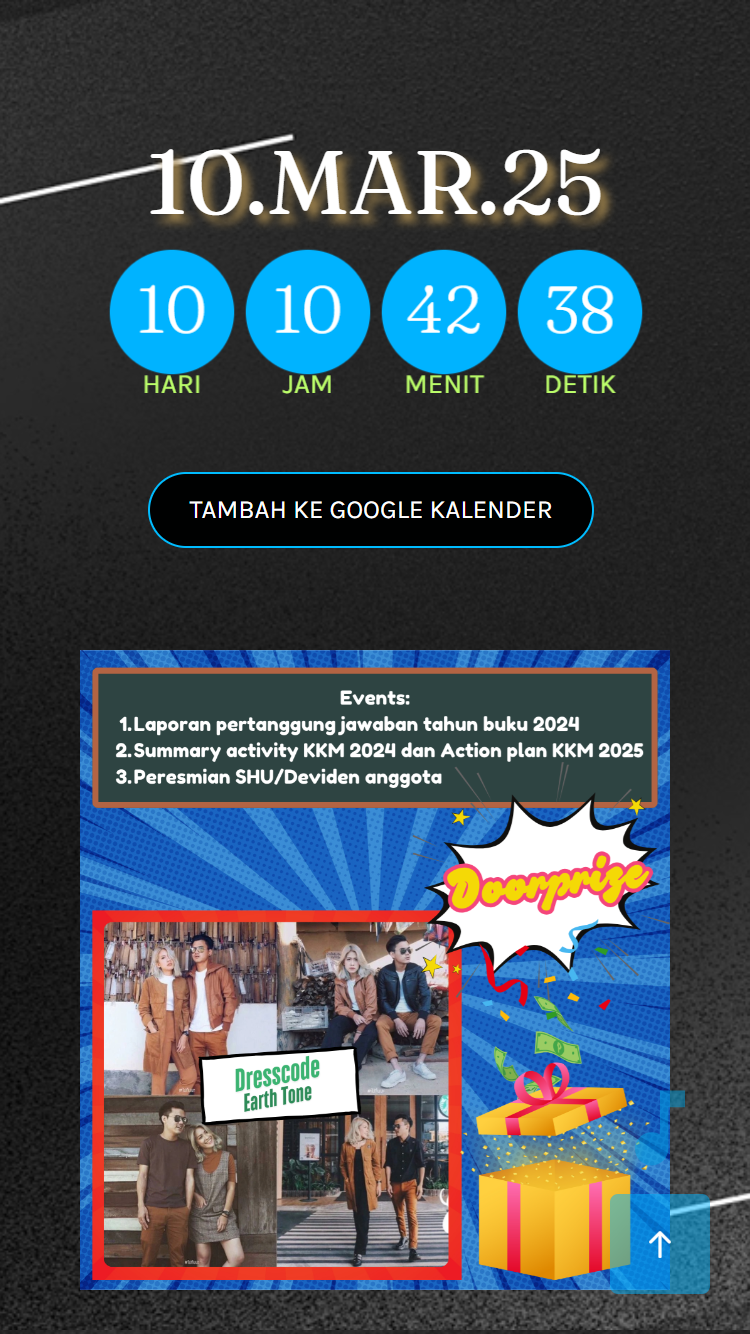 10.MAR.25
10 10 42 38
HARI JAM MENIT DETIK
TAMBAH KE GOOGLE KALENDER
Events:
1.Laporan pertanggung jawaban tahun buku 2024
2.Summary activity KKM 2024 dan Action plan KKM 2025
3.Peresmian SHU/Deviden anggota
Doorprize
Dresscode
Earth Tone